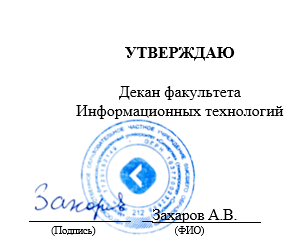 УТВЕРЖДАЮ
Декан факультета
Информационных технологий
Захаров А.В.
(Подпись) (ФИО)